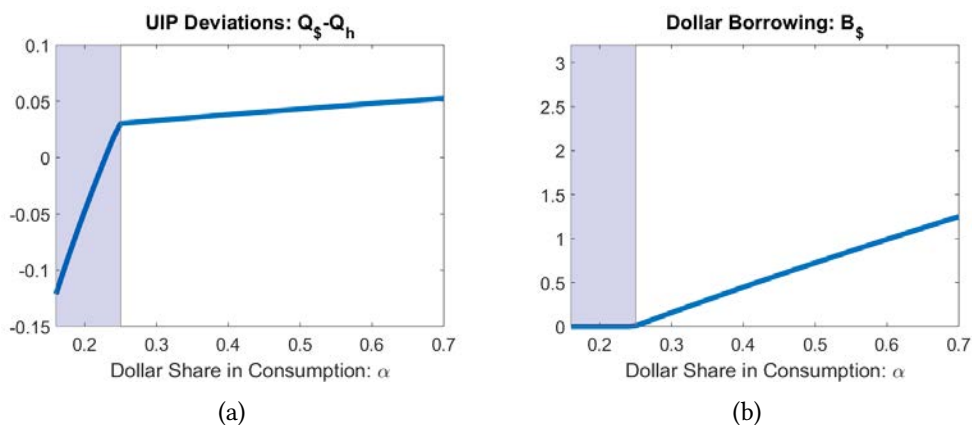 UIP Deviations: Q$-Qh
0.1
0.05
0
-0.05
-0.1
-0.15
0.2 0.3 0.4 0.5 0.6 0.7
Dollar Share in Consumption: α
(a)
Dollar Borrowing: B$
3
2.5
2
1.5
1
0.5
0
0.2 0.3 0.4 0.5 0.6 0.7
Dollar Share in Consumption: α
(b)